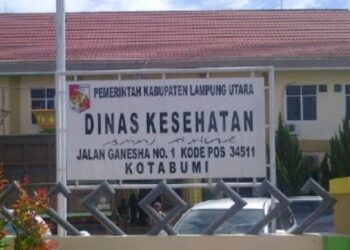 PEMERINTAH KABUPATEN LAMPUNG UTARA
DINAS KESEHATAN
JALAN GANESHA NO. 1 KODE POS 34511
KOTABUMI